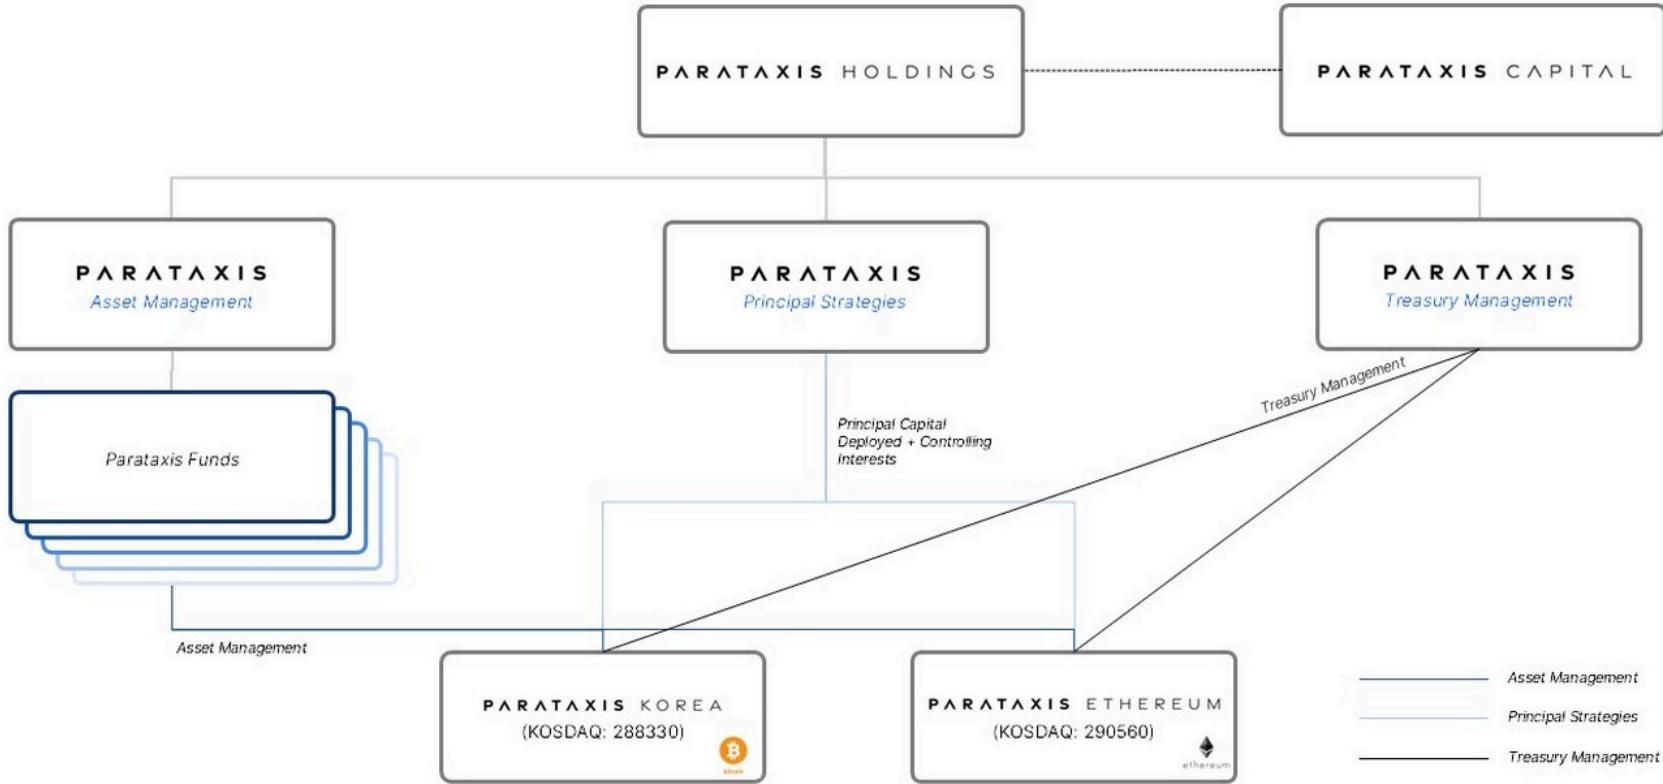 PARATAXIS HOLDINGS
PARATAXIS CAPITAL
PARATAXIS
Asset Management
PARATAXIS
Principal Strategies
PARATAXIS
Treasury Management
Treasury Management
Principal Capital
Deployed + Controlling
Interests
Parataxis Funds
Asset Management
PARATAXIS KOREA
(KOSDAQ: 288330)
bitcoin
PARATAXIS ETHEREUM
(KOSDAQ: 290560)
ethereum
Asset Management
Principal Strategies
Treasury Management